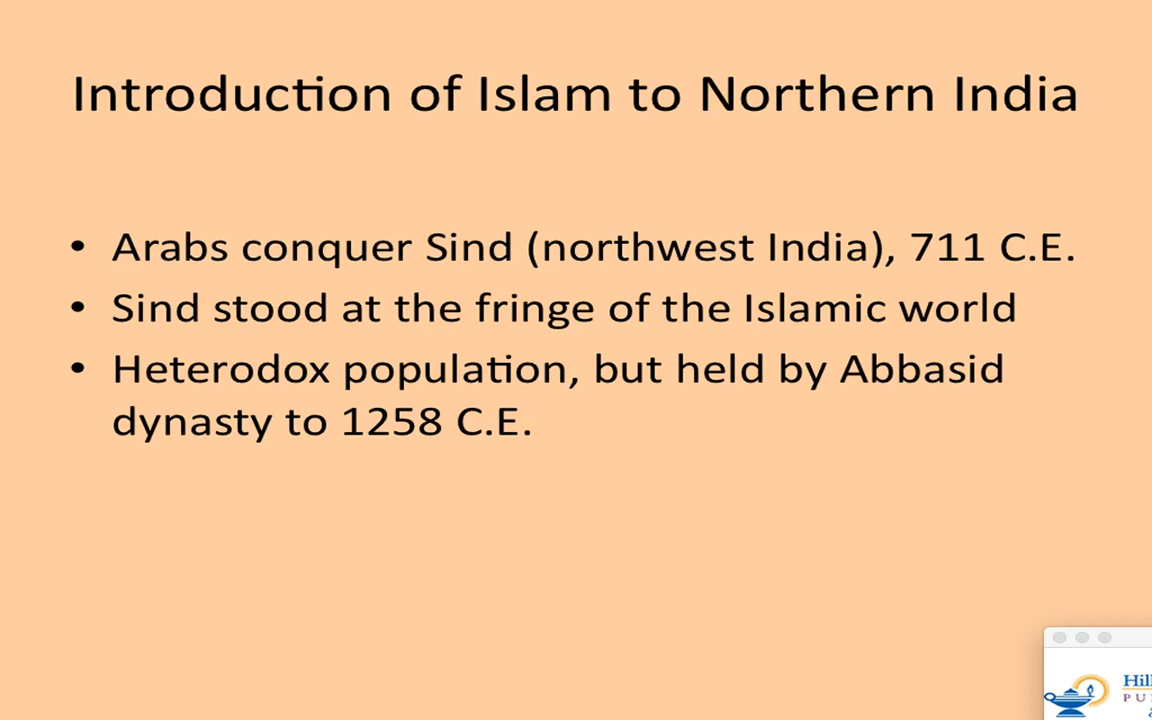 Introduction of Islam to Northern India
• Arabs conquer Sind (northwest India), 711 C.E.
• Sind stood at the fringe of the Islamic world
• Heterodox population, but held by Abbasid
dynasty to 1258 C.E.